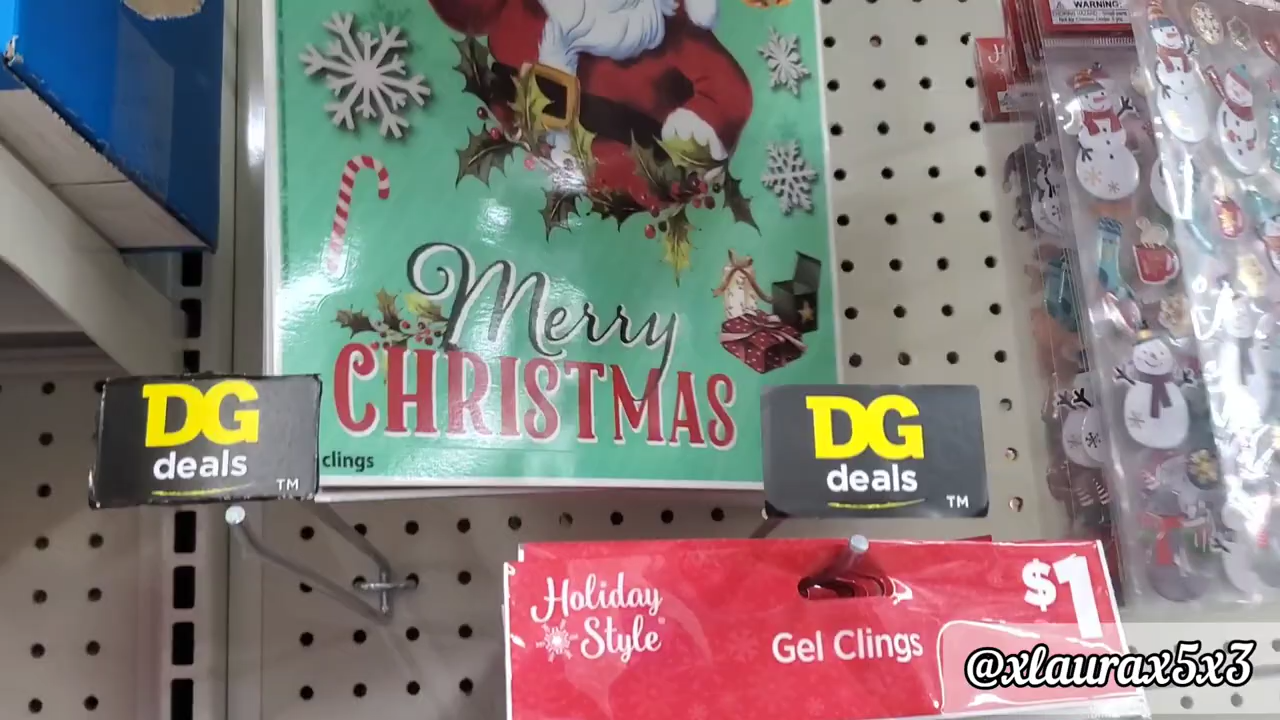 WARNING:
Merry
CHRISTMAS
clings
DG
deals
TM
DG
deals
TM
Holiday
Style
Gel Clings
$1
@xlaurax5x3